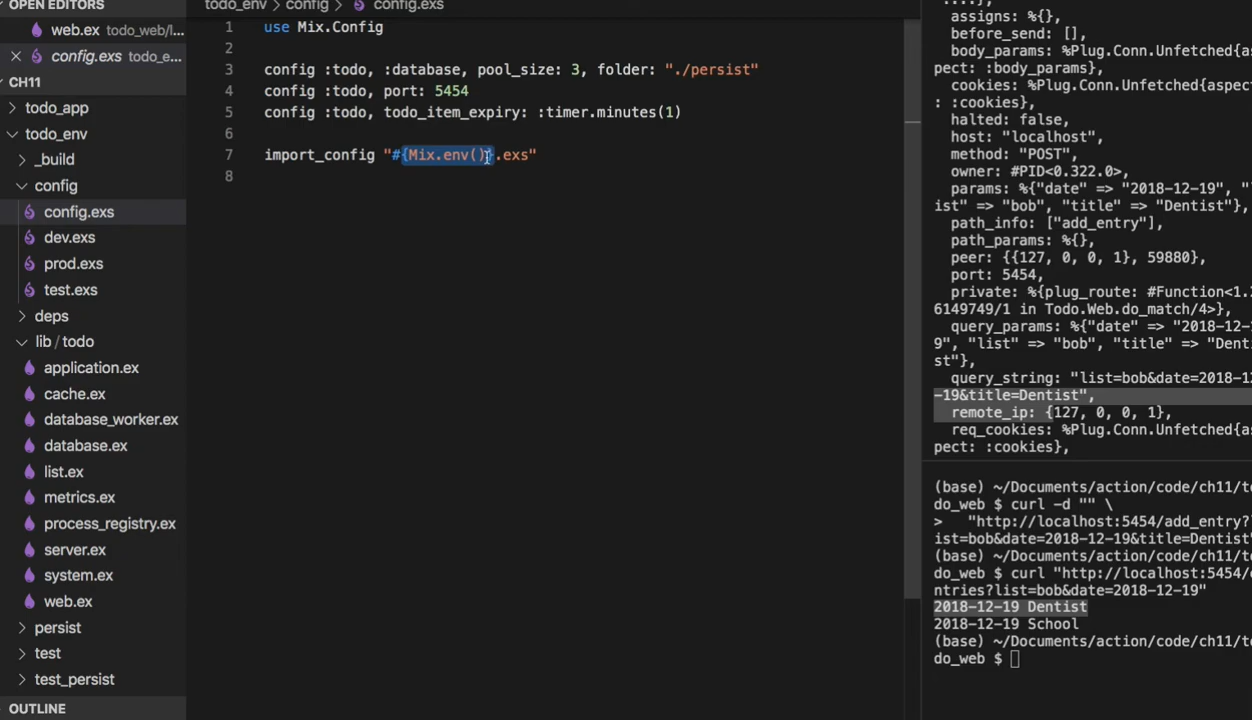 OPEN EDITORS
web.ex todo_web/l...
config.exs todo_e...
CH11
todo_app
todo_env
_build
config
config.exs
dev.exs
prod.exs
test.exs
deps
lib / todo
application.ex
cache.ex
database_worker.ex
database.ex
list.ex
metrics.ex
process_registry.ex
server.ex
system.ex
web.ex
persist
test
test_persist
OUTLINE
todo_env > config > config.exs
1 use Mix.Config
2
3 config :todo, :database, pool_size: 3, folder: "./persist"
4 config :todo, port: 5454
5 config :todo, todo_item_expiry: :timer.minutes(1)
6
7 import_config "#{Mix.env()}.exs"
8
assigns: %{},
before_send: [],
body_params: %Plug.Conn.Unfetched{as
pect: :body_params},
cookies: %Plug.Conn.Unfetched{aspect
: :cookies},
halted: false,
host: "localhost",
method: "POST",
owner: #PID<0.322.0>,
params: %{"date" => "2018-12-19", "l
ist" => "bob", "title" => "Dentist"},
path_info: ["add_entry"],
path_params: %{},
peer: {{127, 0, 0, 1}, 59880},
port: 5454,
private: %{plug_route: #Function<1.
6149749/1 in Todo.Web.do_match/4>},
query_params: %{"date" => "2018-12-
9", "list" => "bob", "title" => "Denti
st"},
query_string: "list=bob&date=2018-12
-19&title=Dentist",
remote_ip: {127, 0, 0, 1},
req_cookies: %Plug.Conn.Unfetched{as
pect: :cookies},
(base) ~/Documents/action/code/ch11/to
do_web $ curl -d "" \
> "http://localhost:5454/add_entry?l
ist=bob&date=2018-12-19&title=Dentist"
(base) ~/Documents/action/code/ch11/to
do_web $ curl "http://localhost:5454/e
ntries?list=bob&date=2018-12-19"
2018-12-19 Dentist
2018-12-19 School
(base) ~/Documents/action/code/ch11/to
do_web $